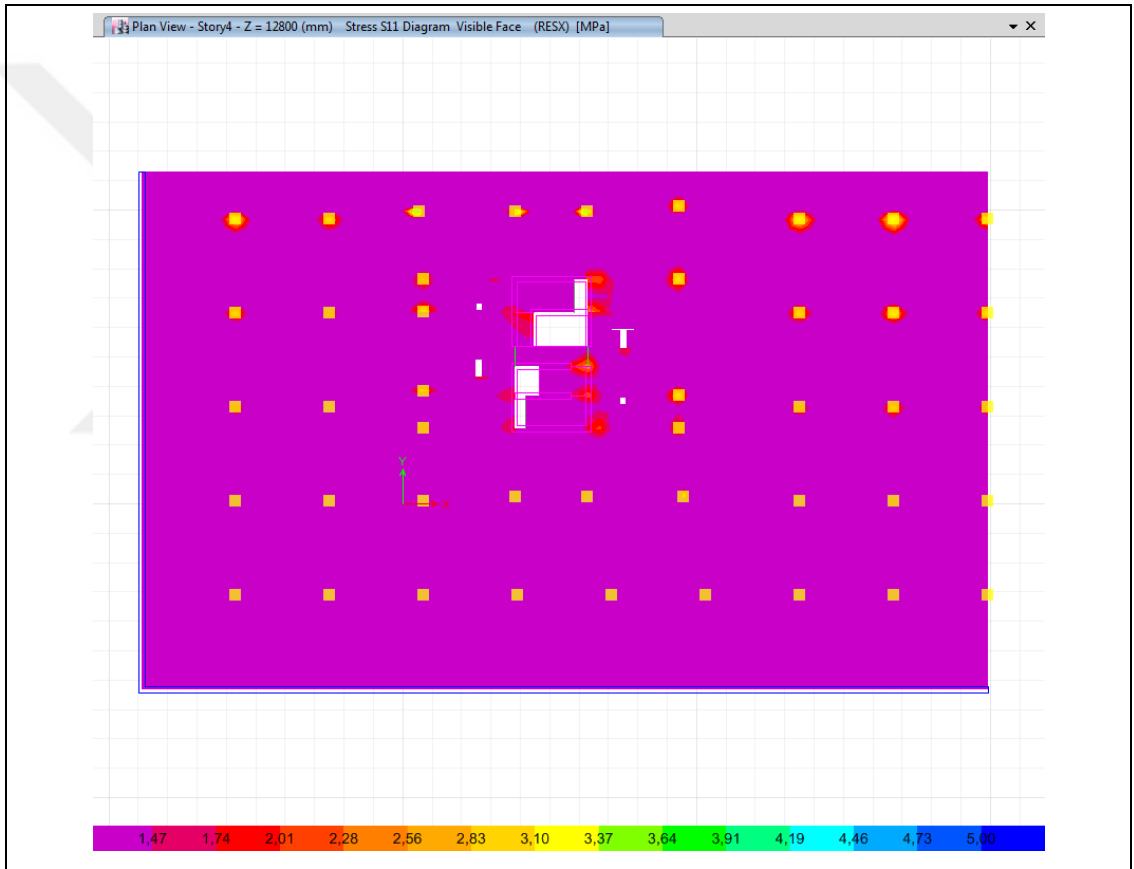 Plan View - Story4 - Z = 12800 (mm) Stress S11 Diagram Visible Face (RESX) [MPa]
Y
X
1,47 1,74 2,01 2,28 2,56 2,83 3,10 3,37 3,64 3,91 4,19 4,46 4,73 5,00